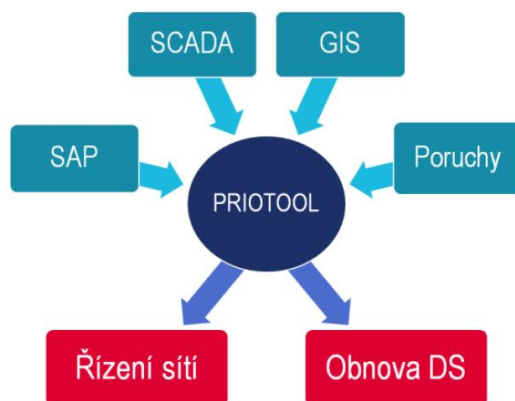 SCADA
GIS
SAP
Poruchy
PRIOTOOL
Řízení sítí
Obnova DS